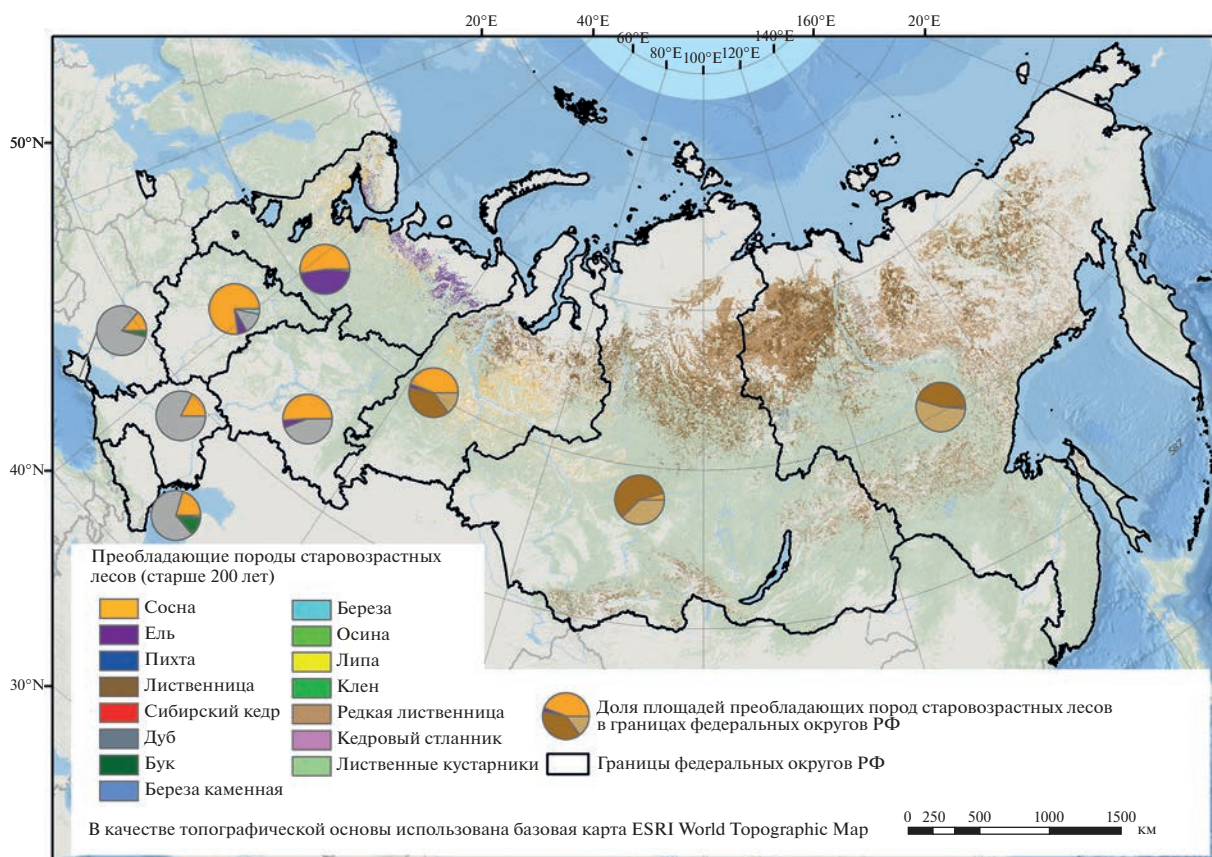 20°E 40°E 60°E 80°E 100°E 120°E 140°E 160°E 20°E
50°N
40°N
30°N
Преобладающие породы старовозрастных
лесов (старше 200 лет)
Сосна
Ель
Пихта
Лиственница
Сибирский кедр
Дуб
Бук
Береза каменная
Береза
Осина
Липа
Клен
Редкая лиственница
Кедровый стланник
Лиственные кустарники
Доля площадей преобладающих пород старовозрастных лесов
в границах федеральных округов РФ
Границы федеральных округов РФ
В качестве топографической основы использована базовая карта ESRI World Topographic Map
0 250 500 1000 1500
км